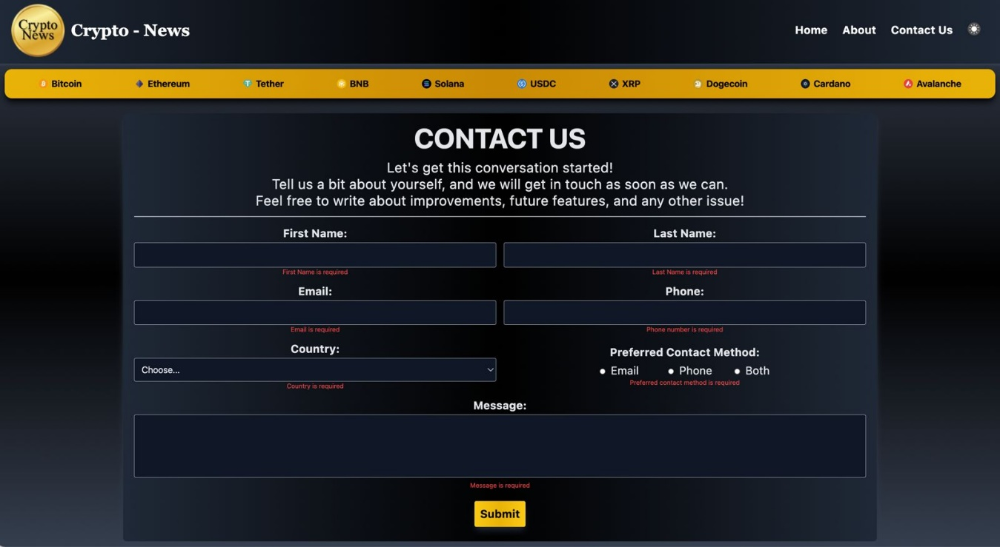 Crypto
News
Crypto - News
Home About Contact Us
Bitcoin Ethereum Tether BNB Solana USDC XRP Dogecoin Cardano Avalanche
CONTACT US
Let's get this conversation started!
Tell us a bit about yourself, and we will get in touch as soon as we can.
Feel free to write about improvements, future features, and any other issue!
First Name: Last Name:
First Name is required Last Name is required
Email: Phone:
Email is required Phone number is required
Country: Preferred Contact Method:
Choose... Email Phone Both
Country is required Preferred contact method is required
Message:
Message is required
Submit